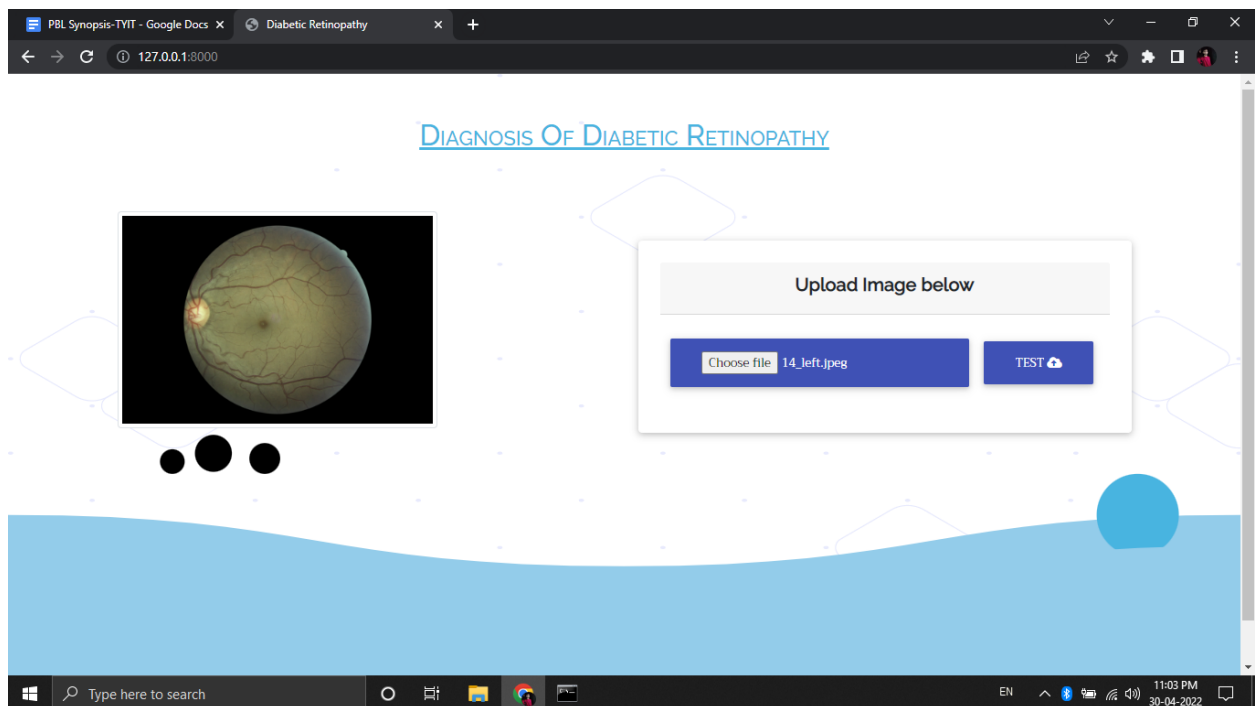 PBL Synopsis-TYIT - Google Docs
Diabetic Retinopathy
127.0.0.1:8000
Diagnosis Of Diabetic Retinopathy
Upload Image below
Choose file 14_left.jpeg
TEST
Type here to search
EN
11:03 PM
30-04-2022